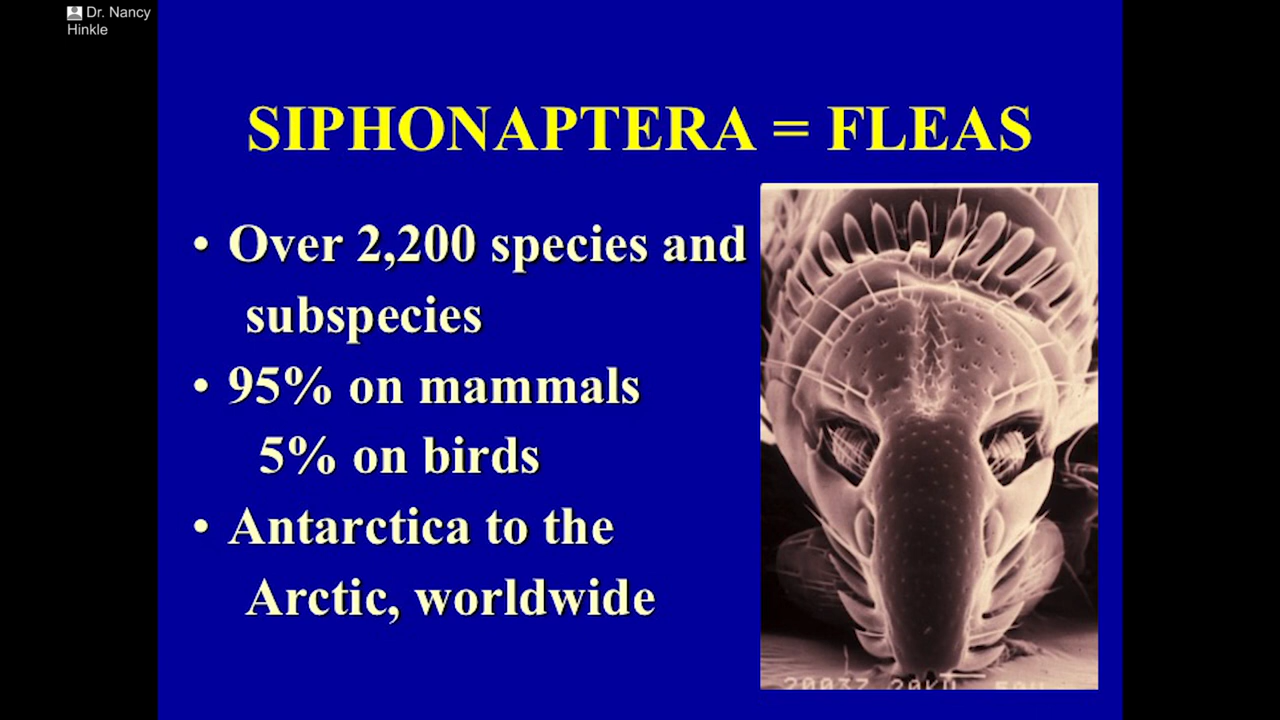 Dr. Nancy
Hinkle
SIPHONAPTERA = FLEAS
• Over 2,200 species and
subspecies
• 95% on mammals
5% on birds
• Antarctica to the
Arctic, worldwide
20KV